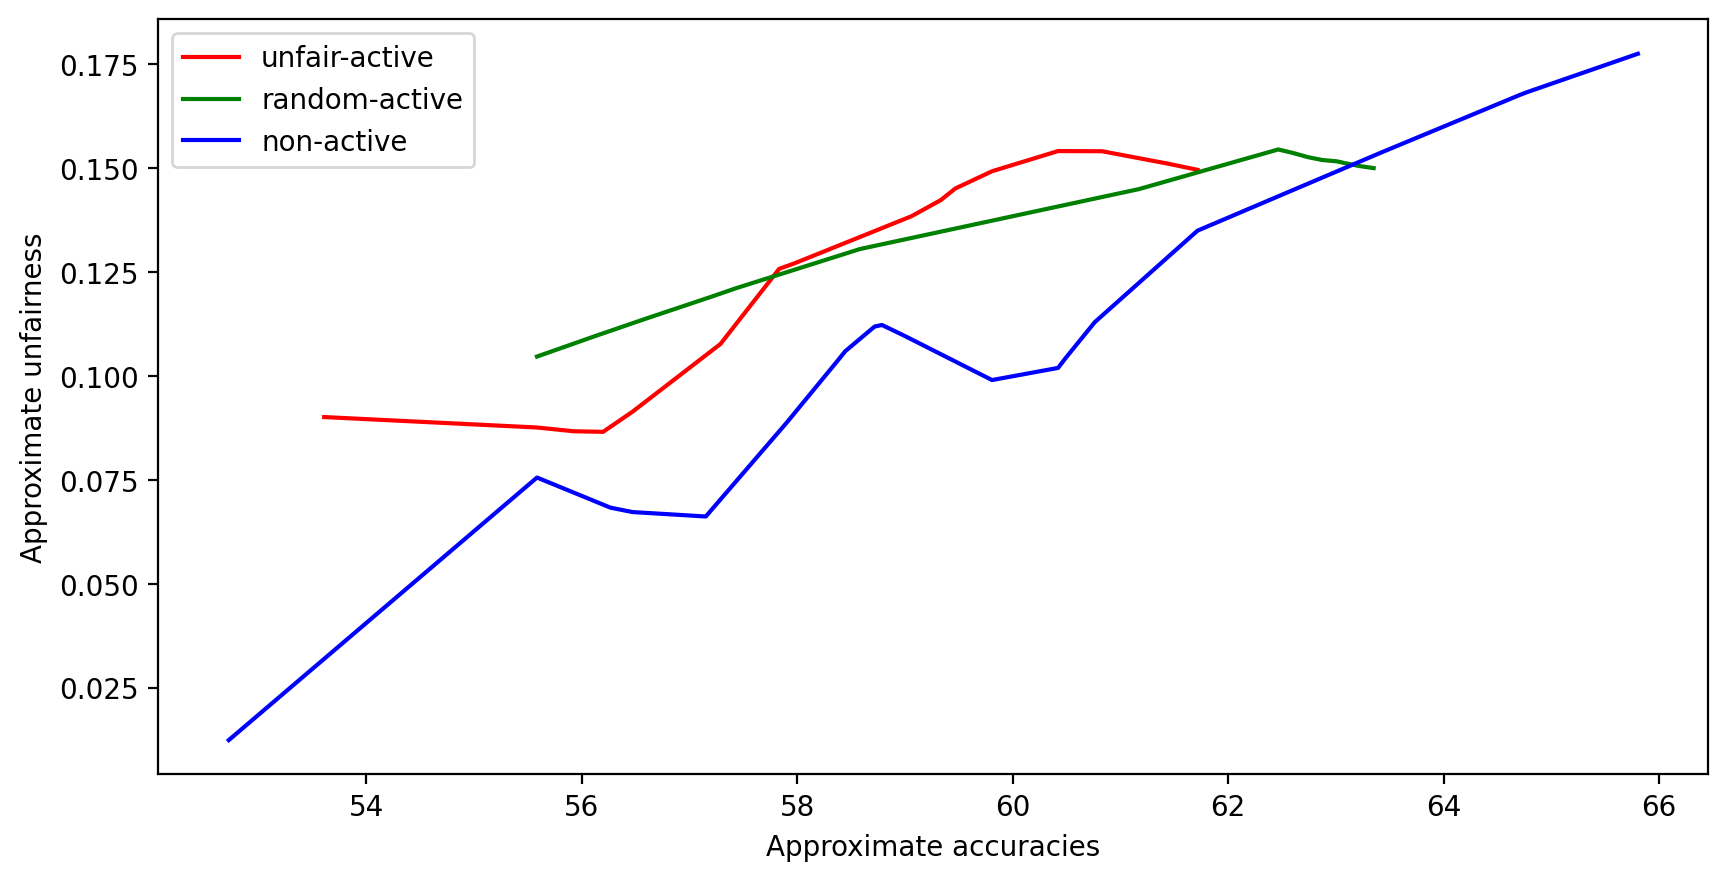 unfair-active
random-active
non-active
0.175
0.150
0.125
0.100
0.075
0.050
0.025
Approximate unfairness
54 56 58 60 62 64 66
Approximate accuracies